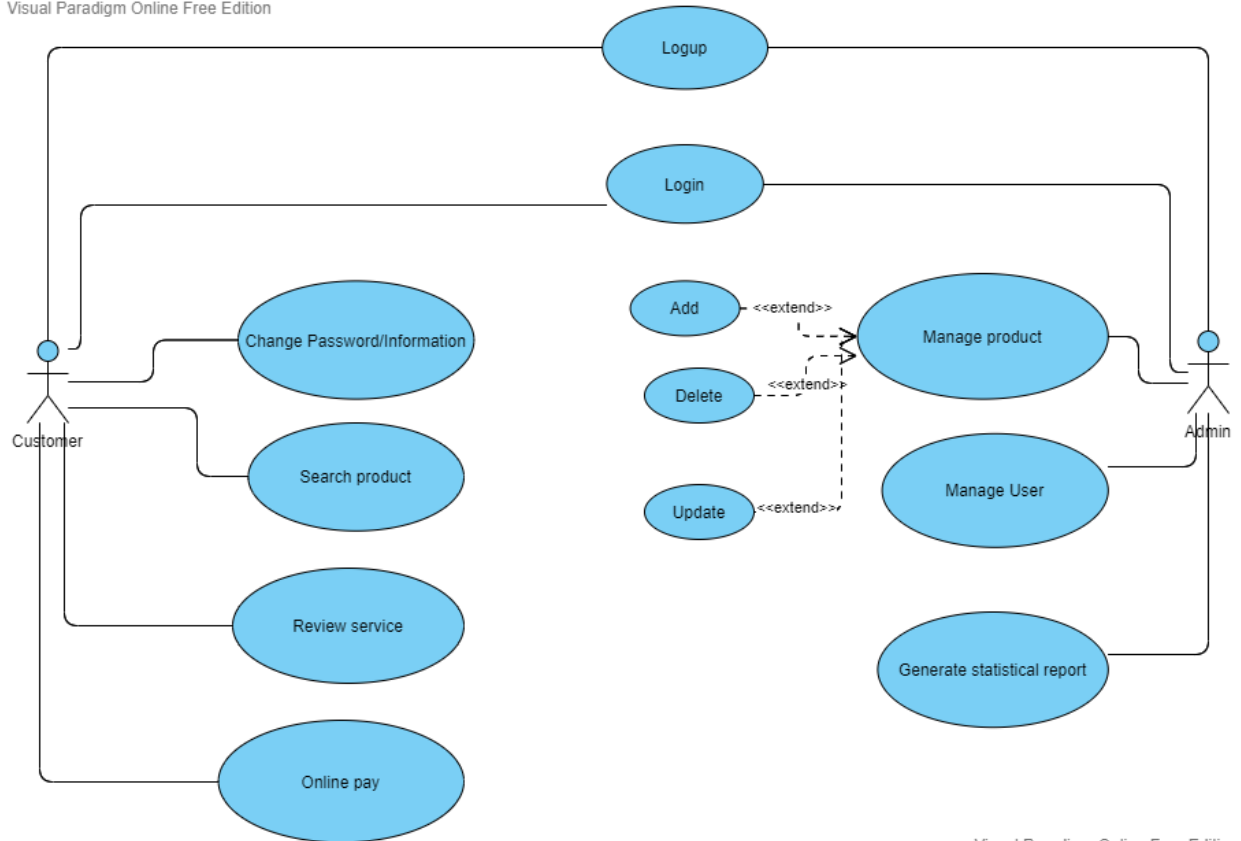 Visual Paradigm Online Free Edition
Logup
Login
Add
<<extend>>
Manage product
Change Password/Information
Delete
<<extend>>
Customer
Admin
Search product
Manage User
Update
<<extend>>
Review service
Generate statistical report
Online pay